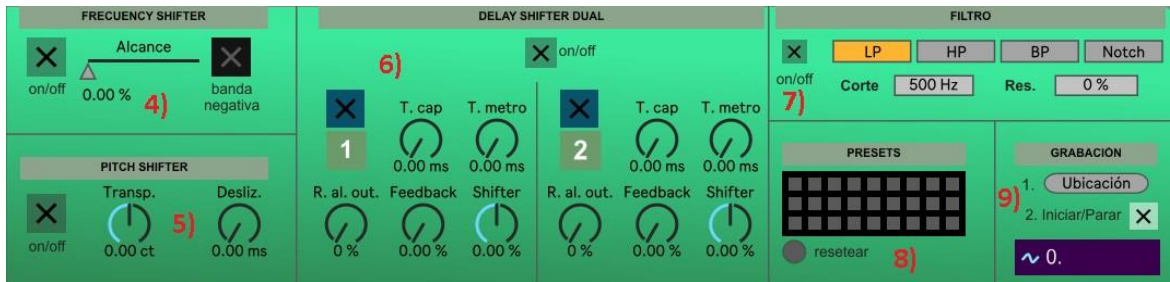 FRECUENCY SHIFTER
Alcance
on/off
0.00 %
4)
banda
negativa
PITCH SHIFTER
Transp.
Desliz.
5)
on/off
0.00 ct
0.00 ms
DELAY SHIFTER DUAL
on/off
6)
T. cap
T. metro
1
0.00 ms
0.00 ms
R. al. out.
Feedback
Shifter
0 %
0.00 %
0.00 %
T. cap
T. metro
2
0.00 ms
0.00 ms
R. al. out.
Feedback
Shifter
0 %
0.00 %
0.00 %
FILTRO
LP
HP
BP
Notch
on/off
7)
Corte
500 Hz
Res.
0 %
PRESETS
resetear
8)
GRABACIÓN
9)
1.
Ubicación
2. Iniciar/Parar
0.